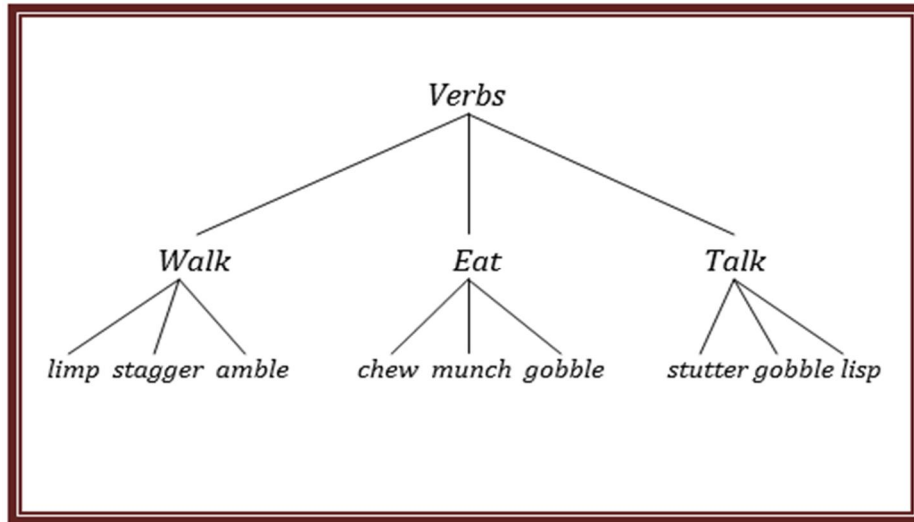 Verbs
Walk Eat Talk
limp stagger amble chew munch gobble stutter gobble lisp